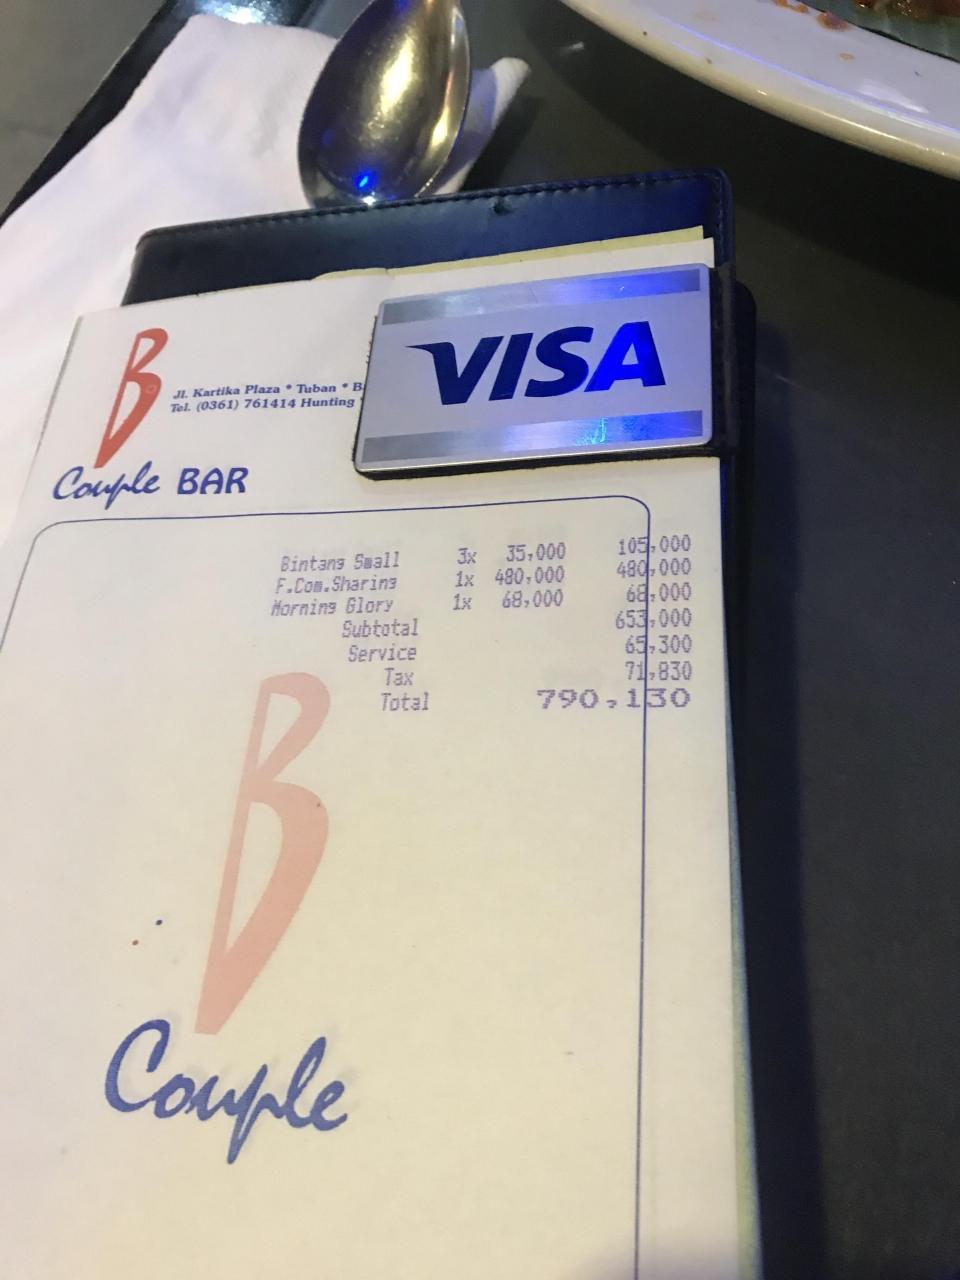 VISA
B
Jl. Kartika Plaza * Tuban *
Tel. (0361) 761414 Hunting
Couple BAR
Bintang Small 3x 35,000 105,000
F.Com.Sharing 1x 480,000 480,000
Morning Glory 1x 68,000 68,000
Subtotal 653,000
Service 65,300
Tax 71,830
Total 790,130
B
Couple